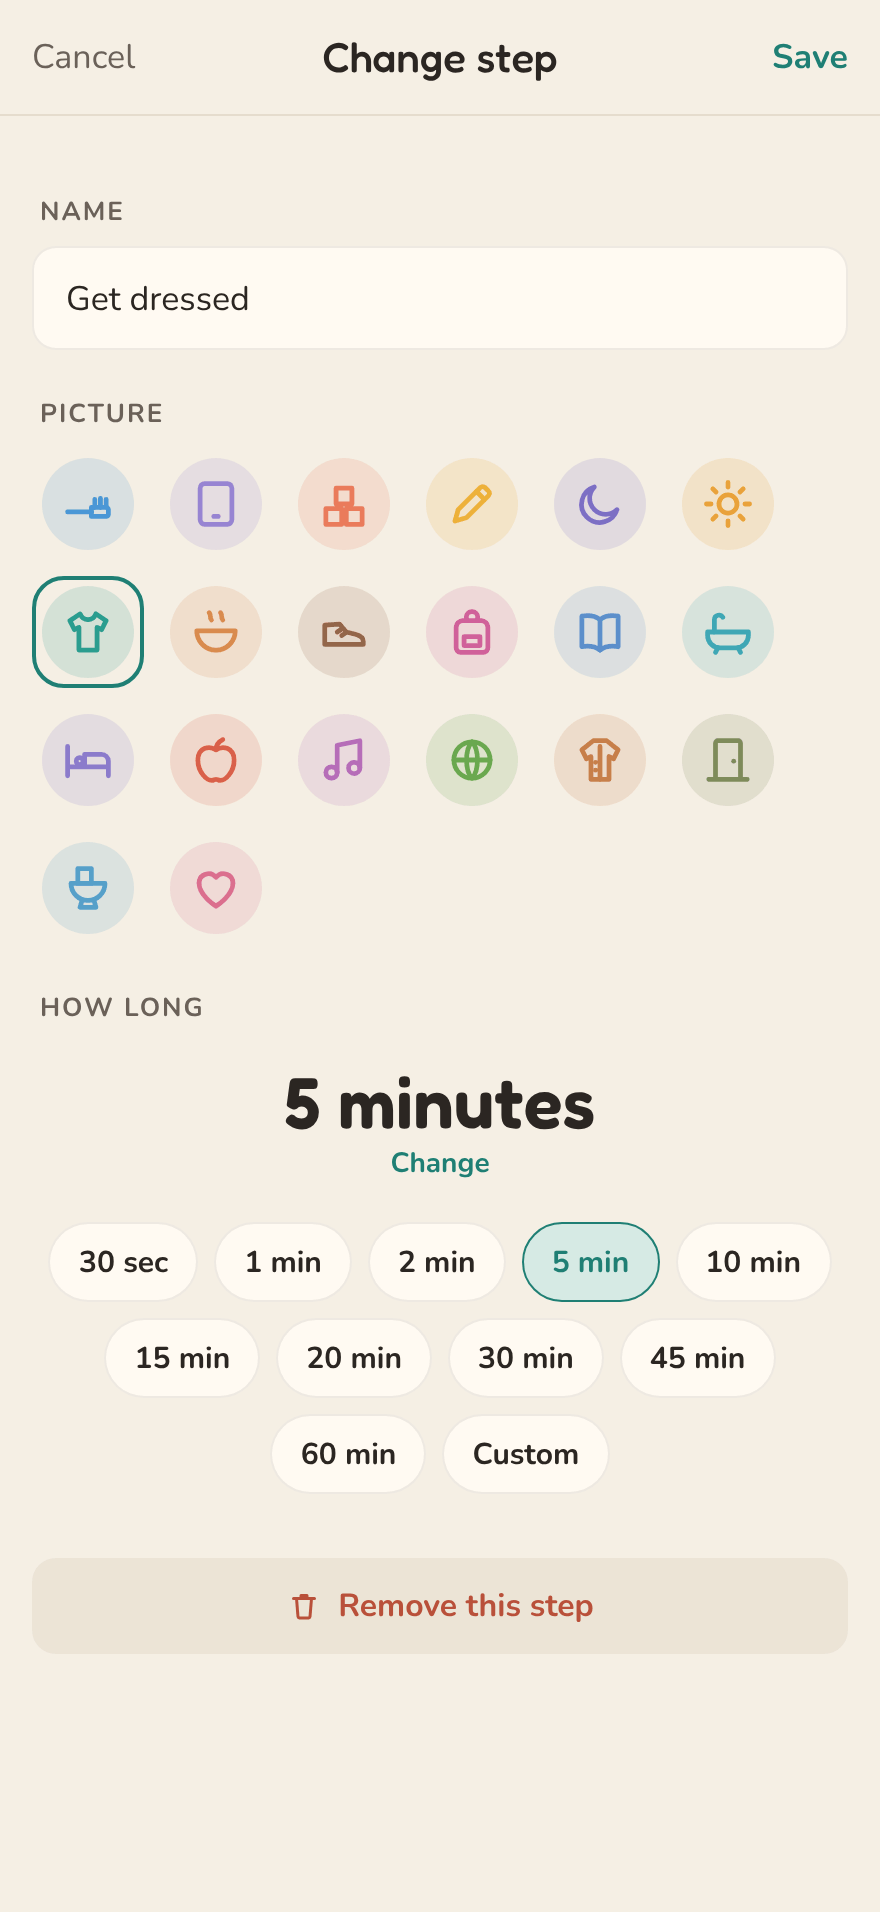 Cancel Change step Save
NAME
Get dressed
PICTURE
HOW LONG
5 minutes
Change
30 sec 1 min 2 min 5 min 10 min
15 min 20 min 30 min 45 min
60 min Custom
Remove this step